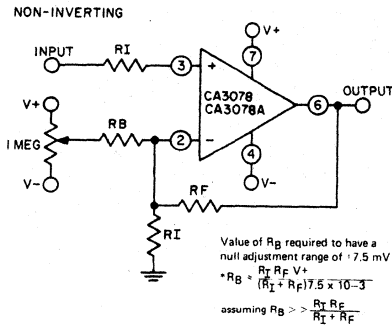 NON-INVERTING
V+
INPUT
RI
3
+
7
CA3078
CA3078A
6
OUTPUT
V+
1 MEG
V-
RB
2
-
4
V-
RF
RI
Value of RB required to have a
null adjustment range of ±7.5 mV
*RB = RI RF V+
(RI + RF) 7.5 x 10-3
assuming RB >> RI RF
RI + RF